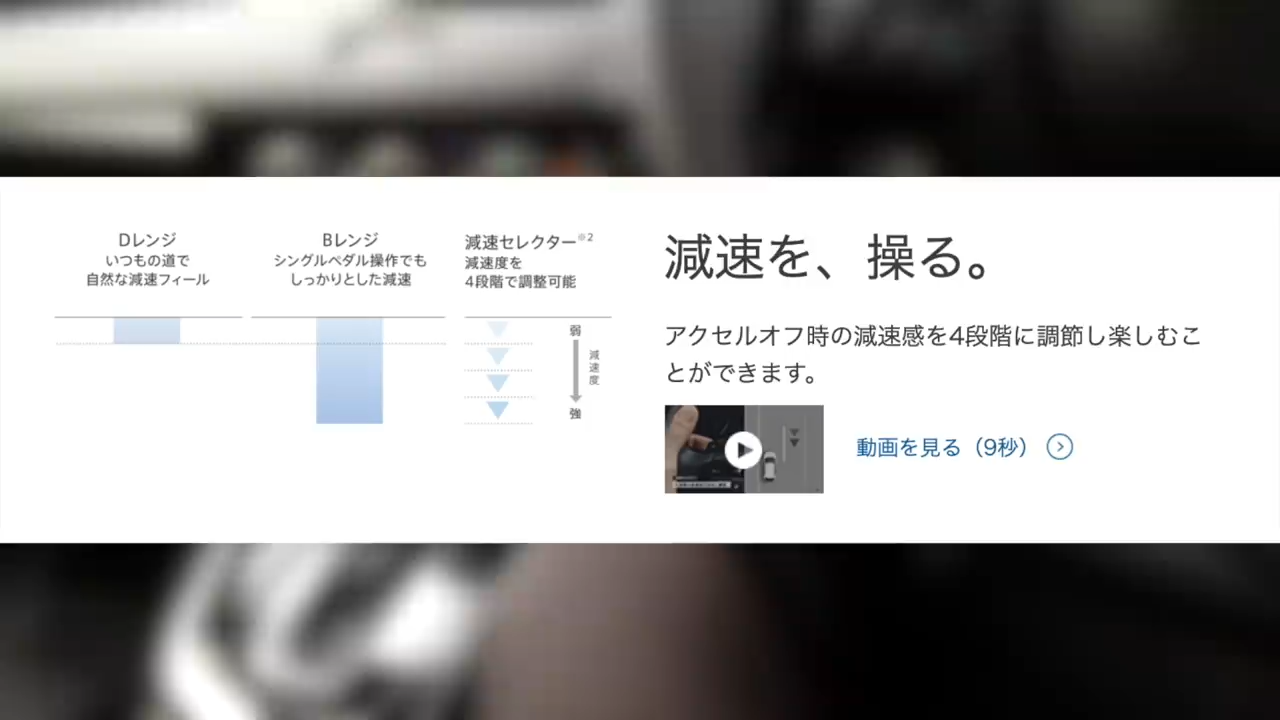 Dレンジ
いつもの道で
自然な減速フィール
Bレンジ
シングルペダル操作でも
しっかりとした減速
減速セレクター※2
減速度を
4段階で調整可能
弱
減速度
強
減速を、操る。
アクセルオフ時の減速感を4段階に調節し楽しむこ
とができます。
動画を見る（9秒）